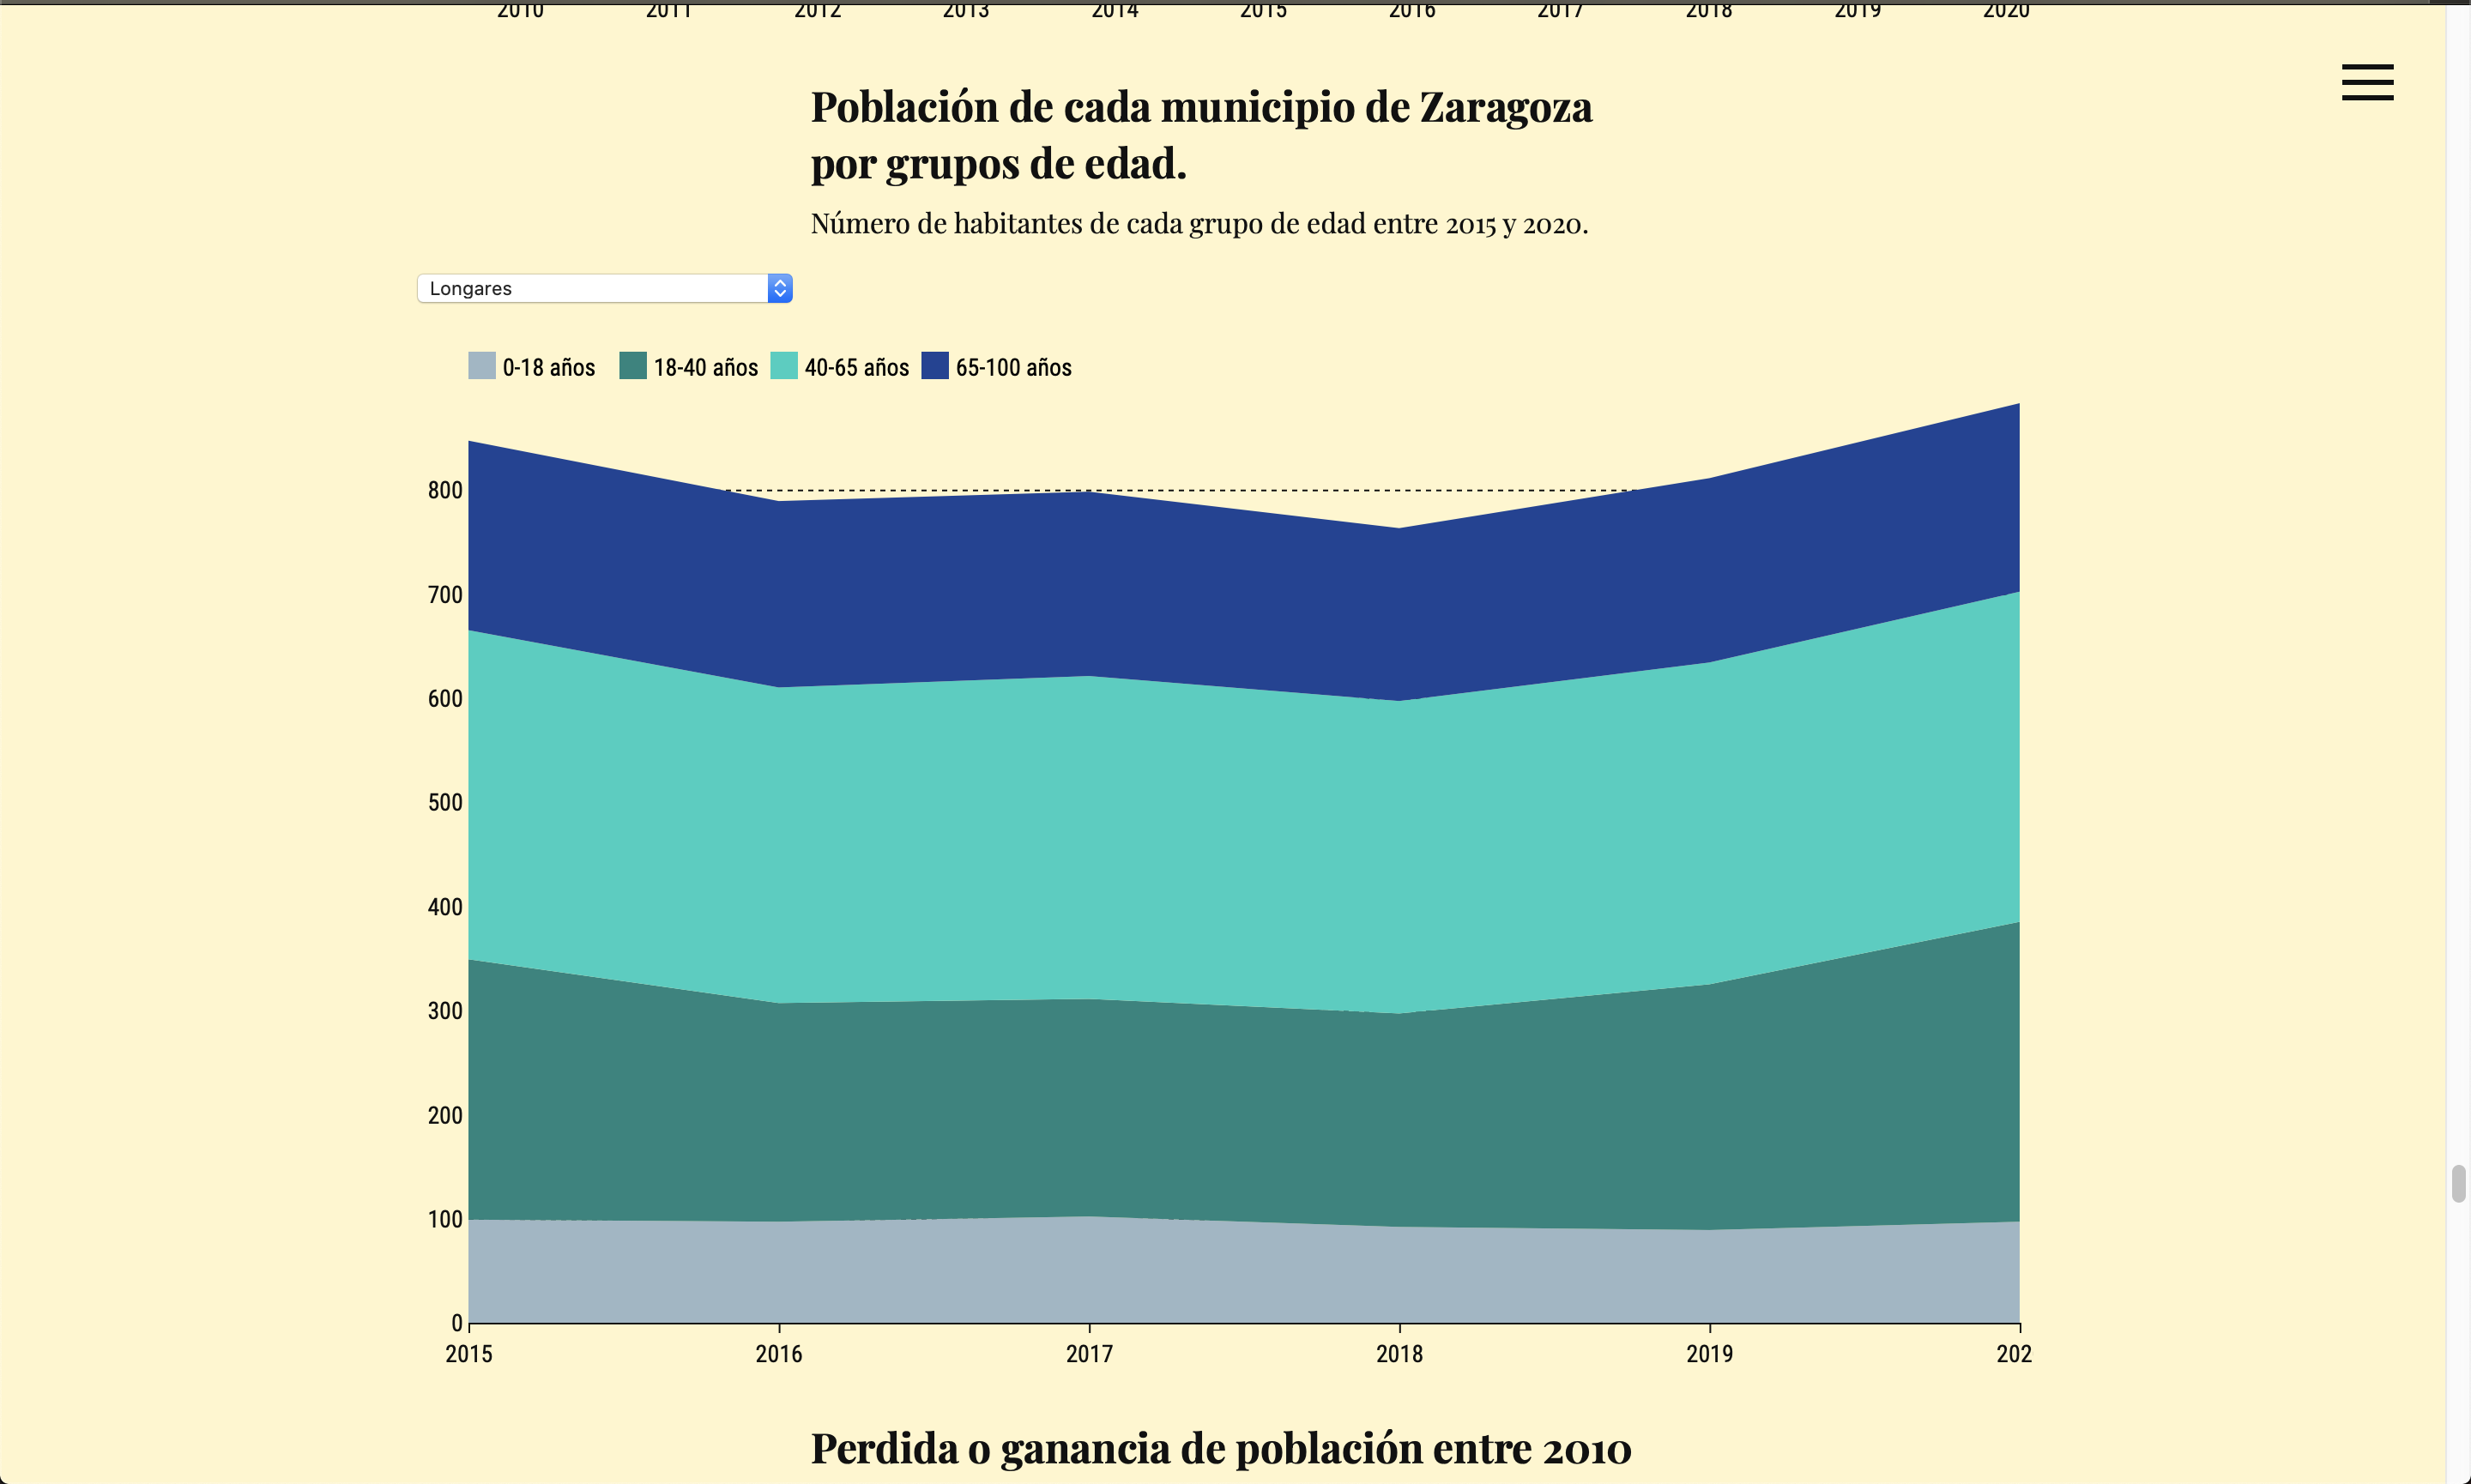 2010 2011 2012 2013 2014 2015 2016 2017 2018 2019 2020
Población de cada municipio de Zaragoza
por grupos de edad.
Número de habitantes de cada grupo de edad entre 2015 y 2020.
Longares
0-18 años 18-40 años 40-65 años 65-100 años
800
700
600
500
400
300
200
100
0
2015 2016 2017 2018 2019 202
Perdida o ganancia de población entre 2010